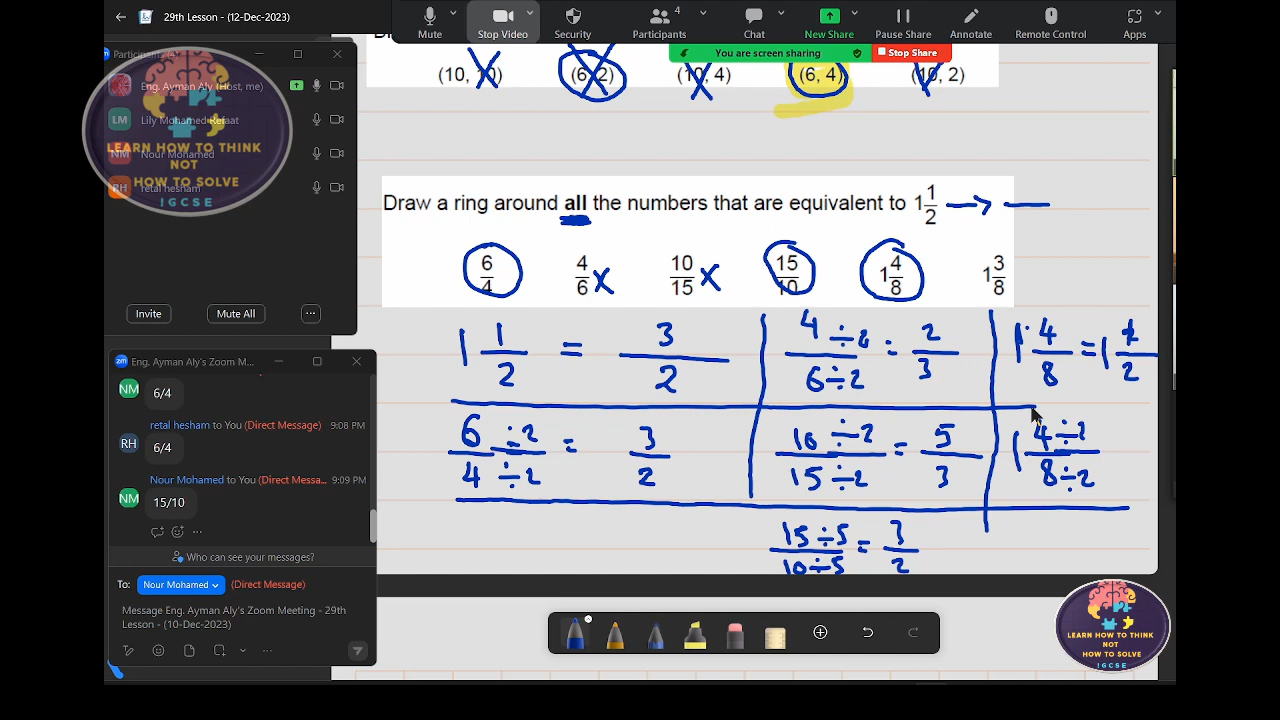 29th Lesson - (12-Dec-2023)
Mute
Stop Video
Security
Participants
4
Chat
New Share
Pause Share
Annotate
Remote Control
Apps
You are screen sharing
Stop Share
Eng. Ayman Aly (Host, me)
LM Lily Mohamed Refaat
NM Nour Mohamed
RH retal hesham
LEARN HOW TO THINK
NOT
HOW TO SOLVE
IGCSE
Invite
Mute All
(10, 10) (6, 2) (10, 4) (6, 4) (10, 2)
Draw a ring around all the numbers that are equivalent to 1 1/2 →
6/4 4/6 x 10/15 x 15/10 1 4/8 1 3/8
1 1/2 = 3/2
4÷2/6÷2 = 2/3
1 4/8 = 1 1/2
6÷2/4÷2 = 3/2
10÷2/15÷2 = 5/3
1 4÷2/8÷2
15÷5/10÷5 = 3/2
zm Eng. Ayman Aly's Zoom M...
NM 6/4
retal hesham to You (Direct Message) 9:08 PM
RH 6/4
Nour Mohamed to You (Direct Messa... 9:09 PM
NM 15/10
Who can see your messages?
To: Nour Mohamed (Direct Message)
Message Eng. Ayman Aly's Zoom Meeting - 29th
Lesson - (10-Dec-2023)
LEARN HOW TO THINK
NOT
HOW TO SOLVE
IGCSE